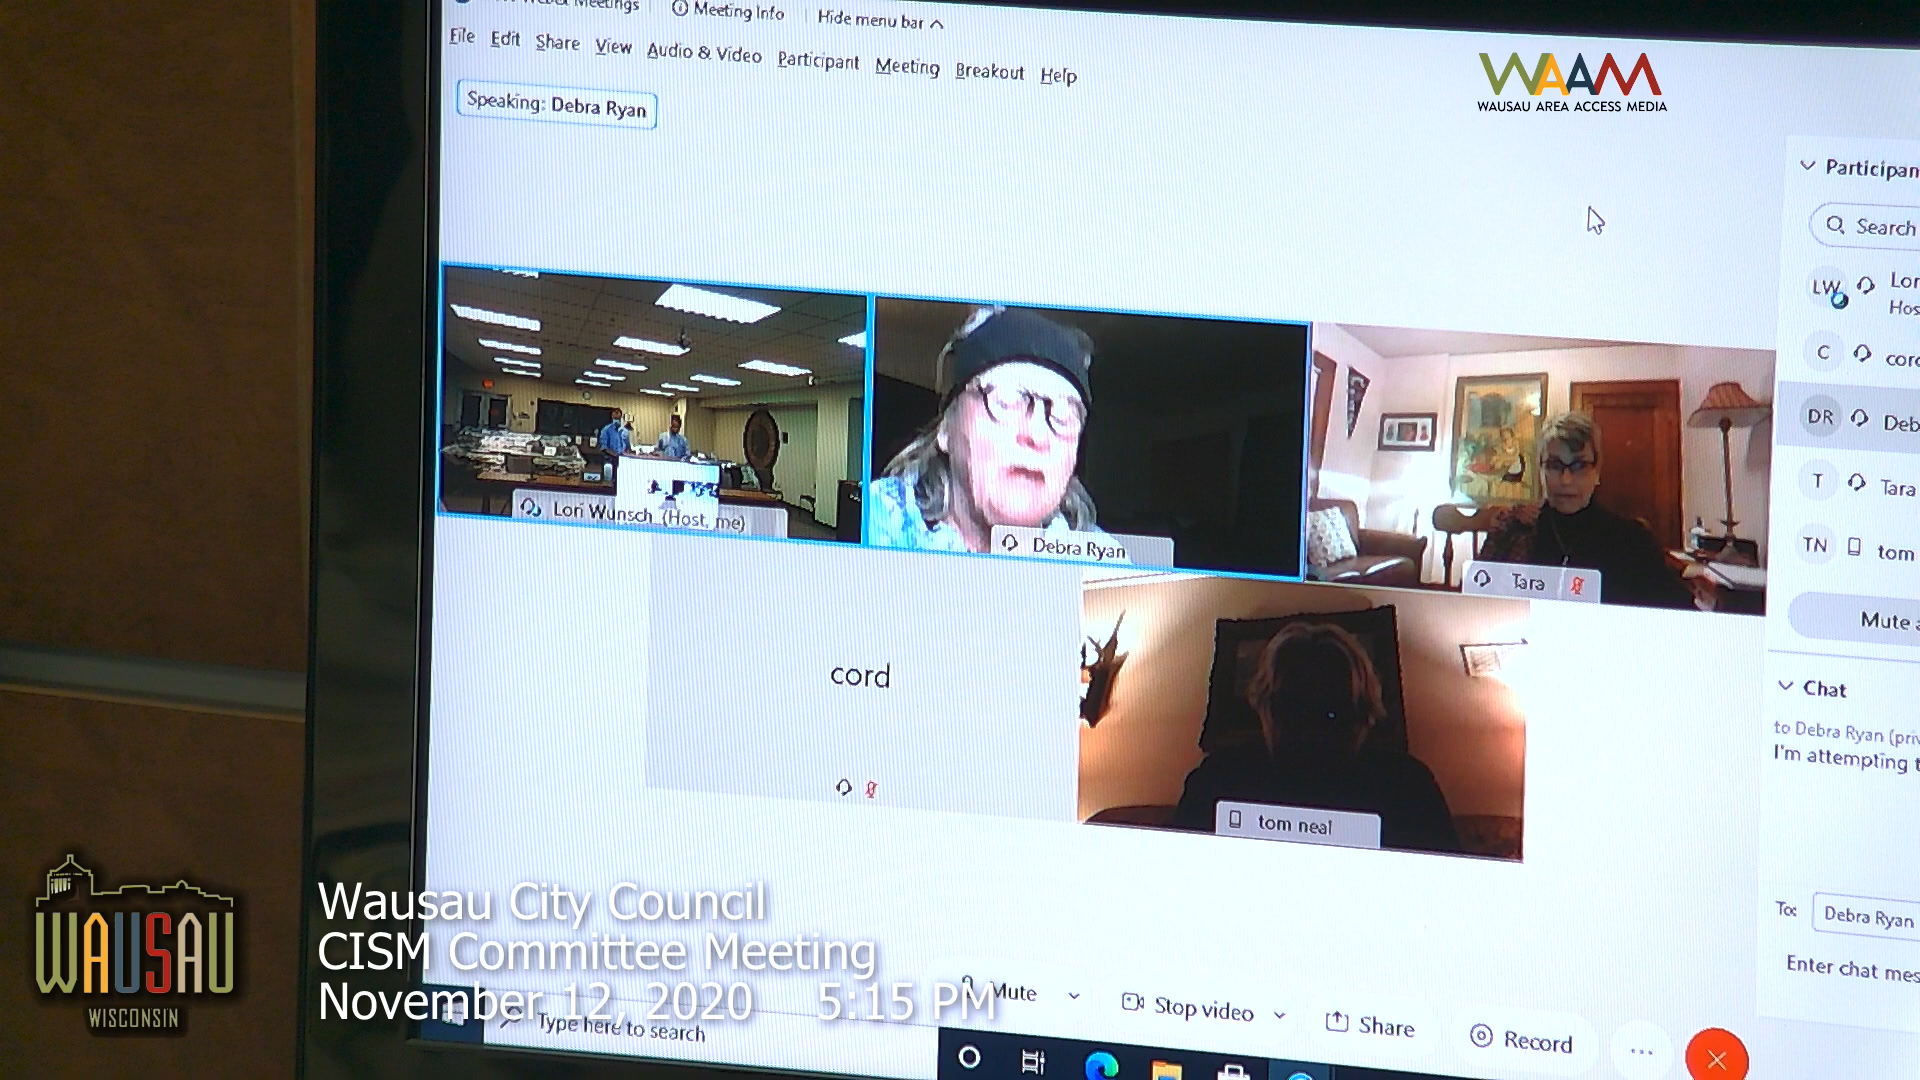 Meetings
Meeting Info
Hide menu bar
File Edit Share View Audio & Video Participant Meeting Breakout Help
Speaking: Debra Ryan
WAAM
WAUSAU AREA ACCESS MEDIA
Search
LW
C
DR
T Tara
TN tom
Mute
Lori Wunsch (Host, me)
Debra Ryan
Tara
cord
tom neal
Chat
to Debra Ryan
I'm attempting
To: Debra Ryan
Enter chat
Mute
Stop video
Share
Record
Type here to search
WAUSAU
WISCONSIN
Wausau City Council
CISM Committee Meeting
November 12, 2020 5:15 PM